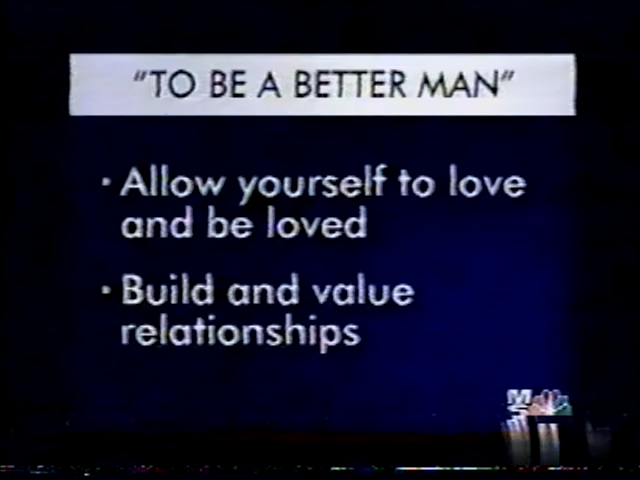 "TO BE A BETTER MAN"
· Allow yourself to love
and be loved
· Build and value
relationships